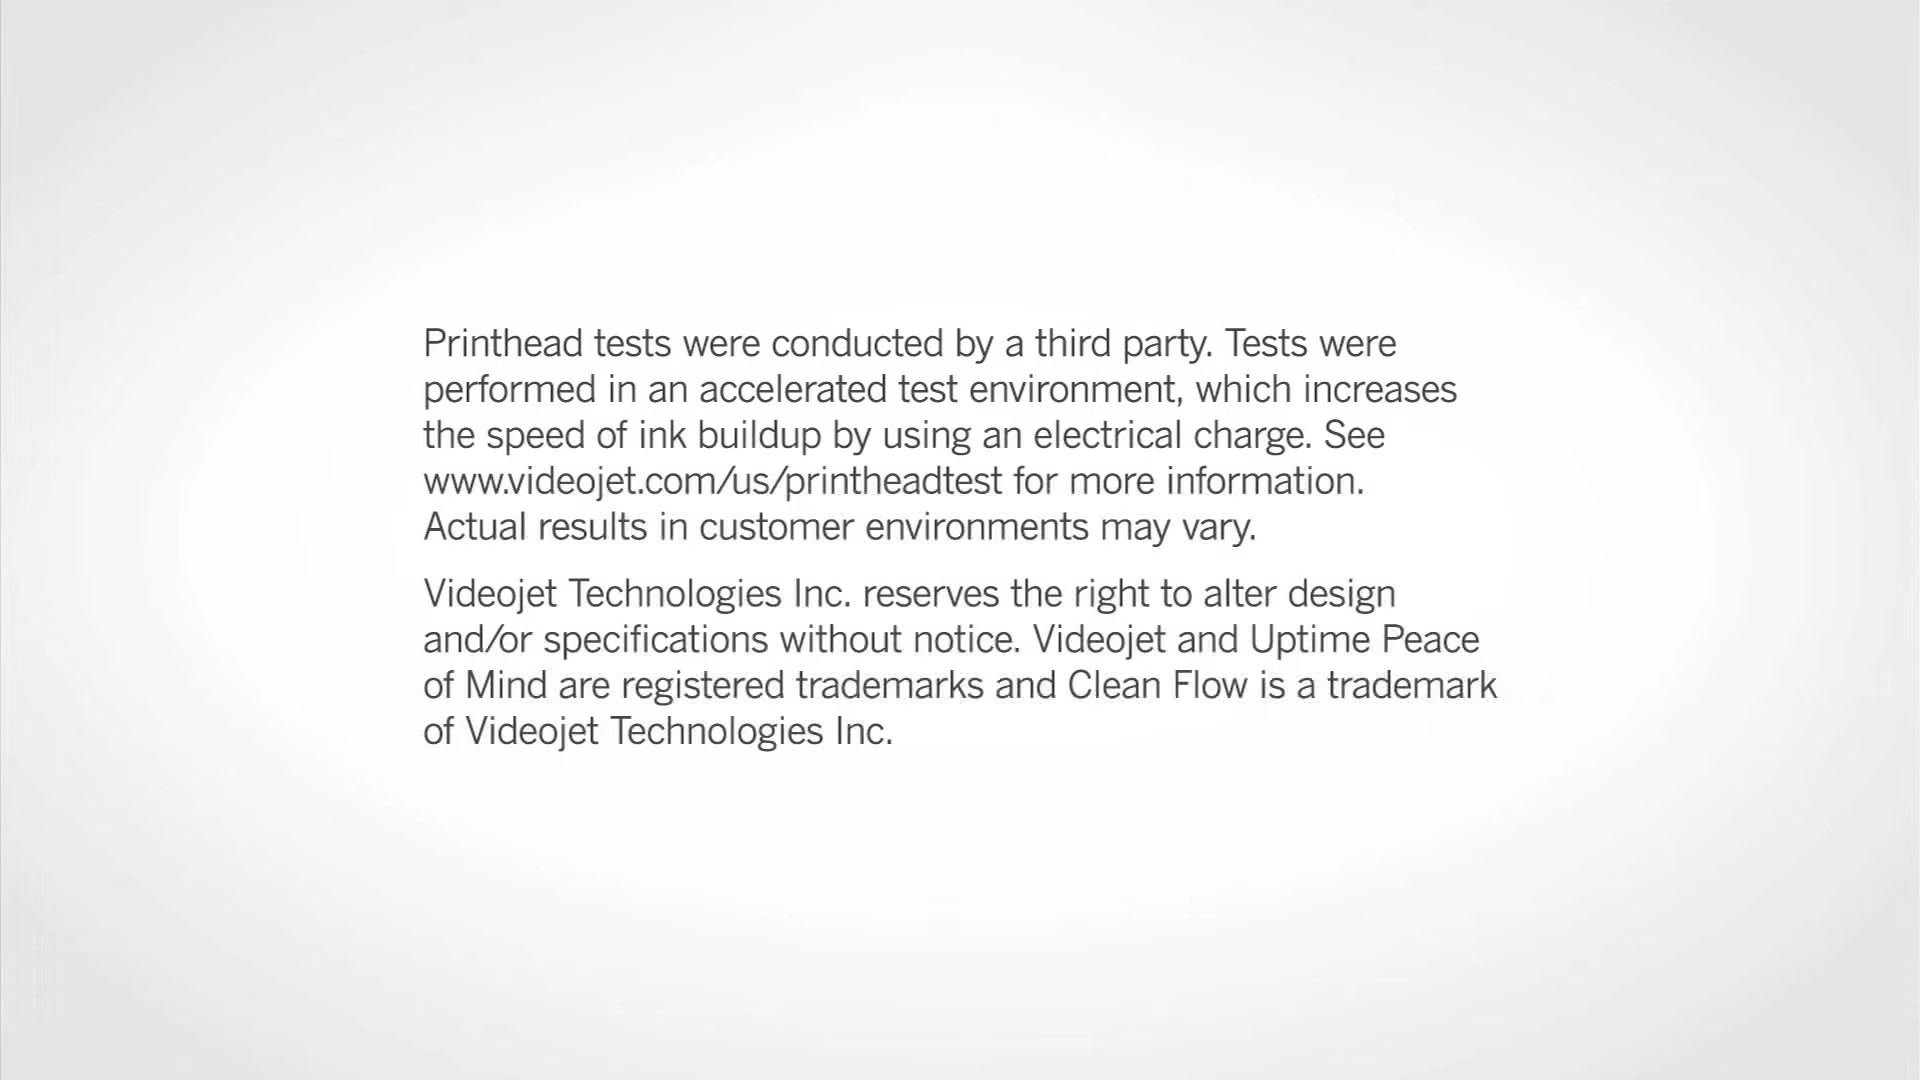 Printhead tests were conducted by a third party. Tests were
performed in an accelerated test environment, which increases
the speed of ink buildup by using an electrical charge. See
www.videojet.com/us/printheadtest for more information.
Actual results in customer environments may vary.
Videojet Technologies Inc. reserves the right to alter design
and/or specifications without notice. Videojet and Uptime Peace
of Mind are registered trademarks and Clean Flow is a trademark
of Videojet Technologies Inc.